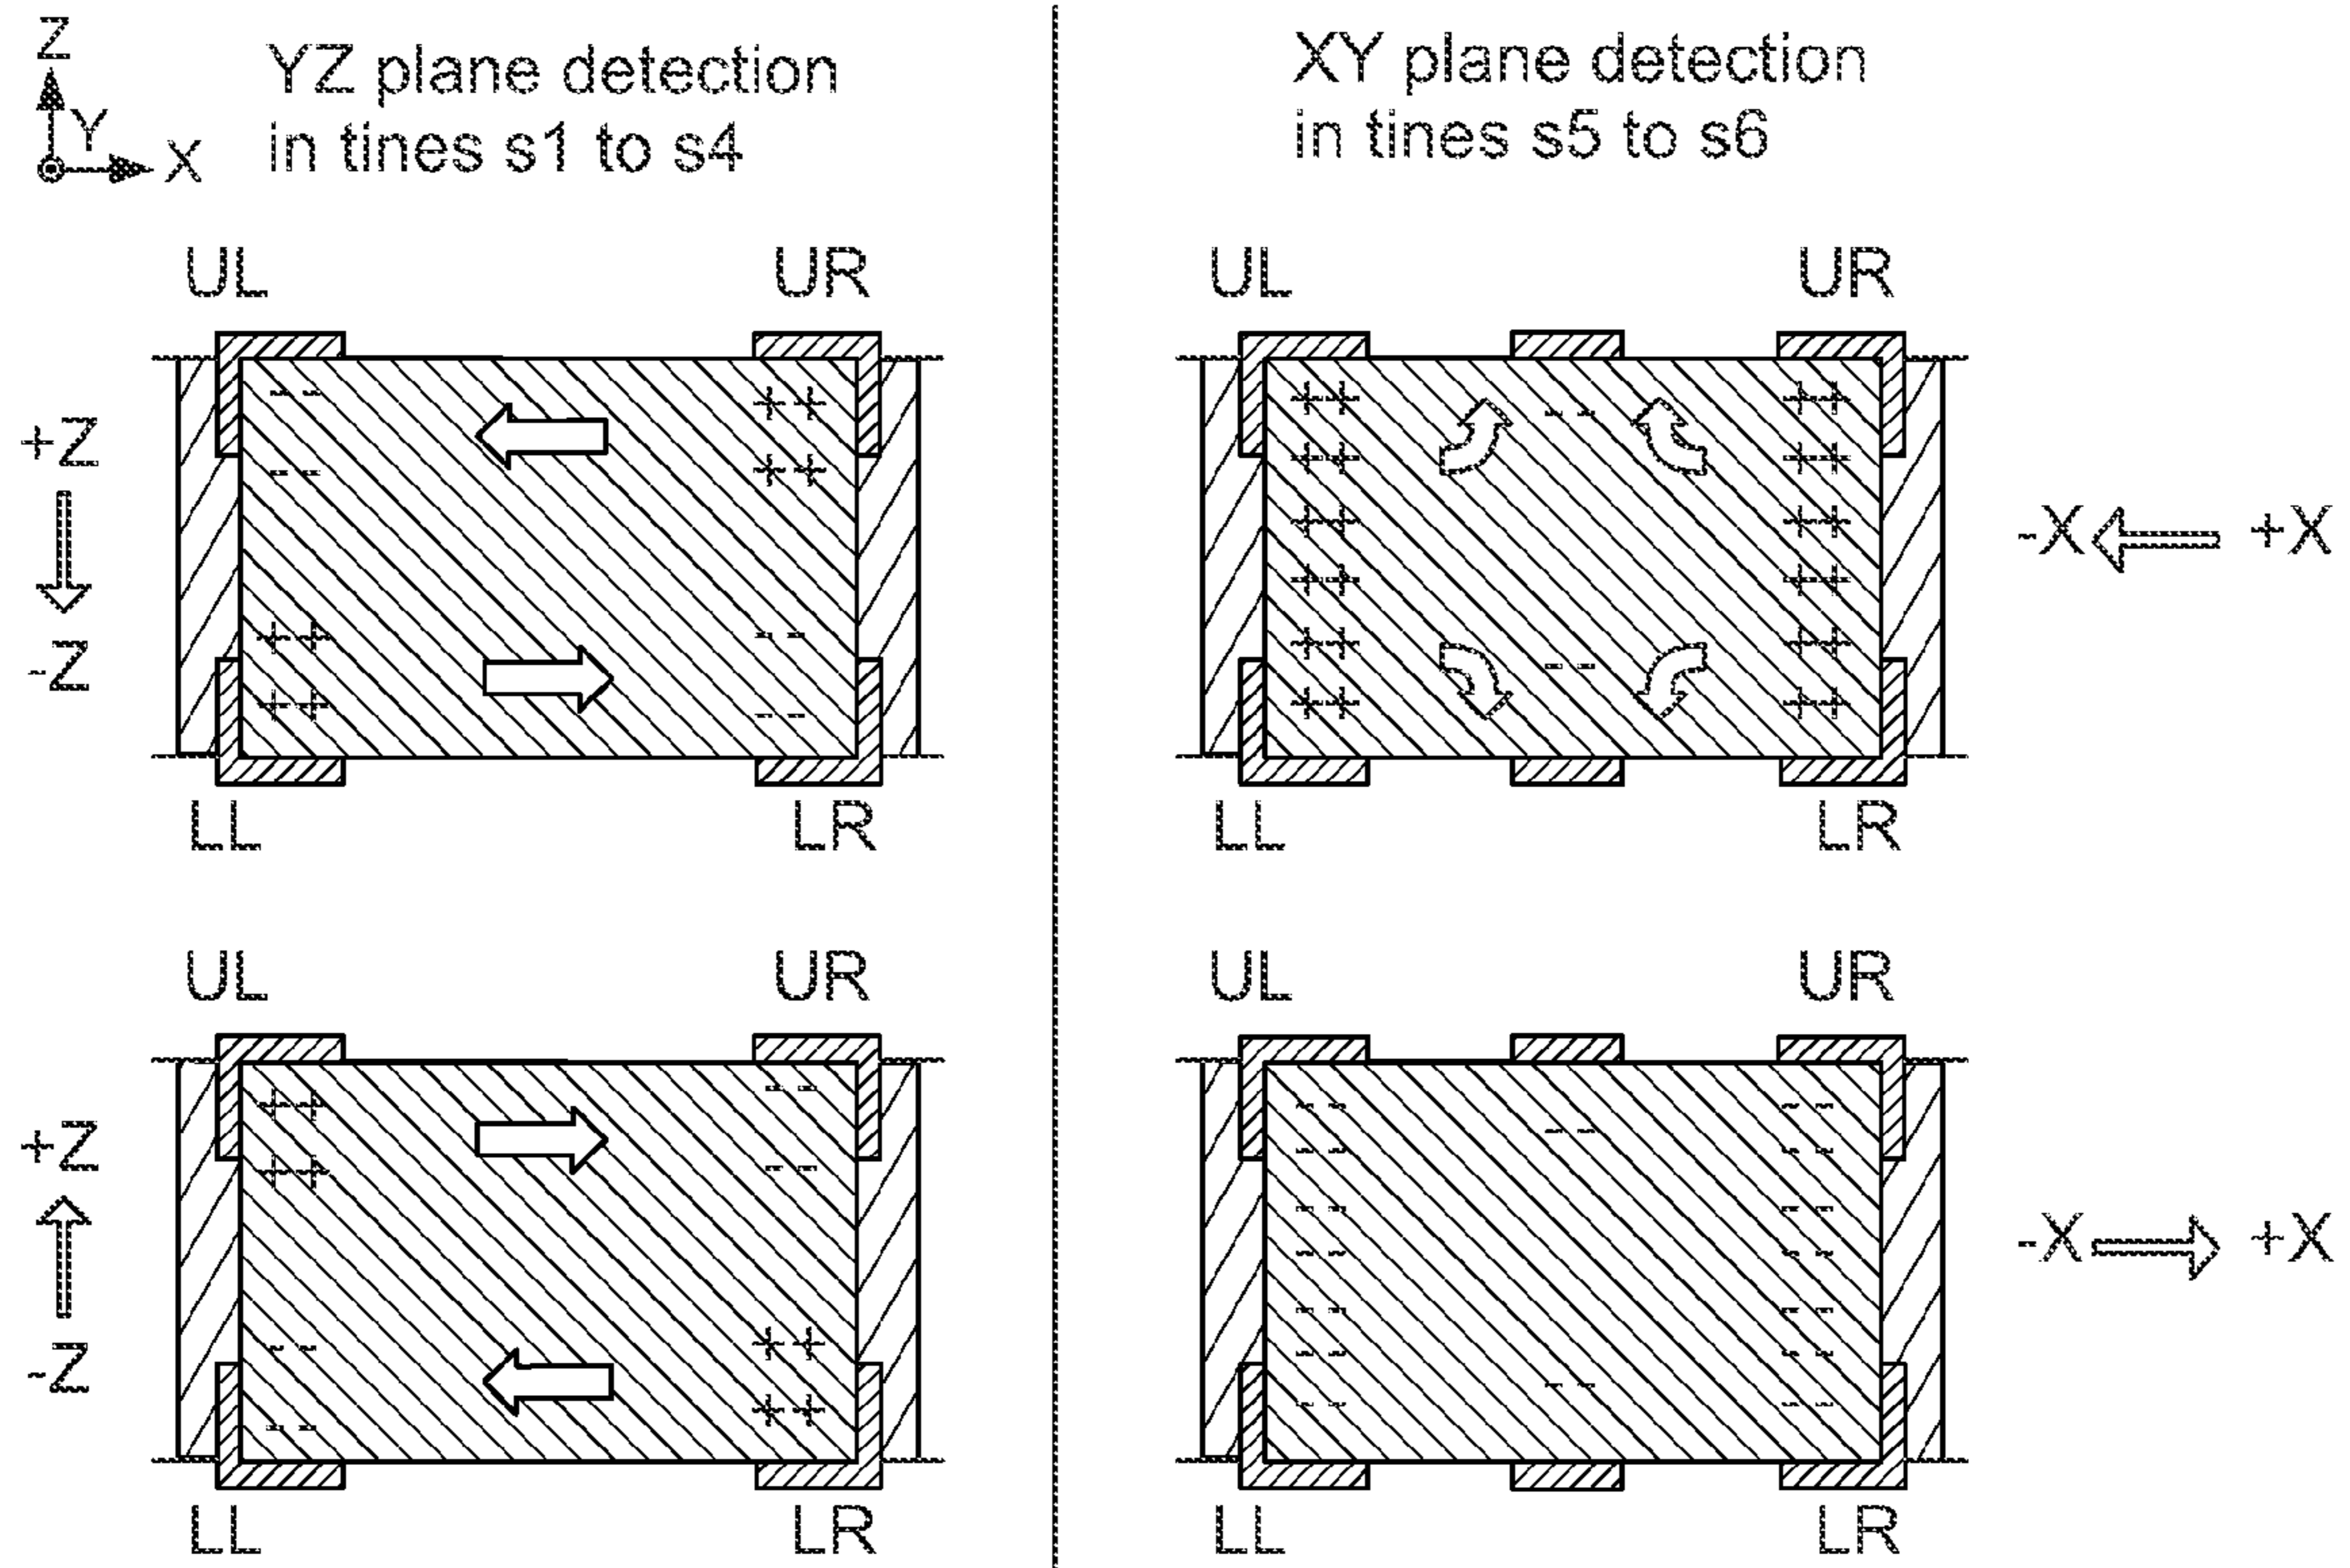 Z
Y
X
YZ plane detection
in tines s1 to s4
XY plane detection
in tines s5 to s6
UL UR
UL UR
- - + +
- - + +
+ + - -
+ + - -
+Z
-Z
+ + - - + +
+ + + +
+ + + +
+ + + +
+ + - - + +
+ + + +
-X +X
LL LR
LL LR
UL UR
UL UR
+ + - -
+ + - -
- - + +
- - + +
+Z
-Z
- - - - - -
- - - -
- - - -
- - - -
- - - -
- - - -
- - - - - -
-X +X
LL LR
LL LR